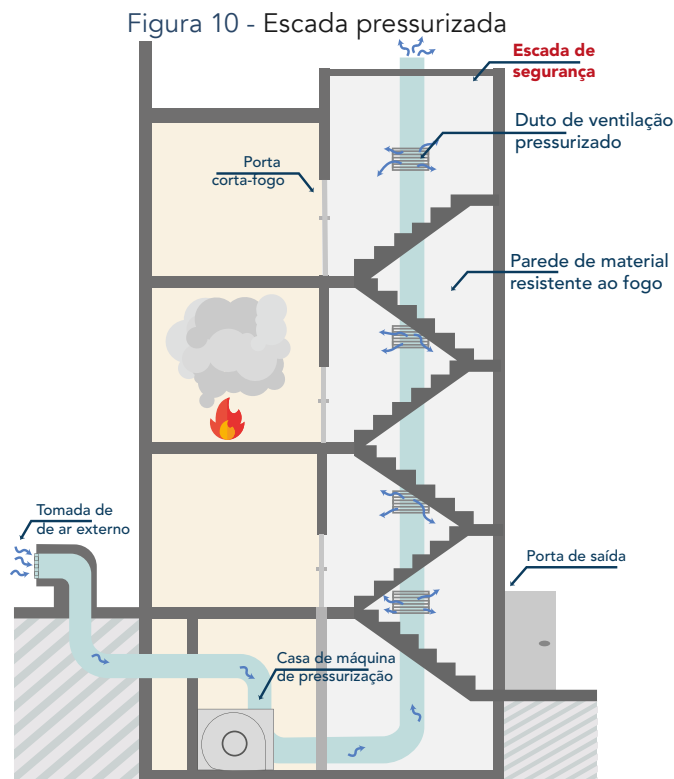 Figura 10 - Escada pressurizada
Escada de
segurança
Duto de ventilação
pressurizado
Porta
corta-fogo
Parede de material
resistente ao fogo
Tomada de
de ar externo
Porta de saída
Casa de máquina
de pressurização